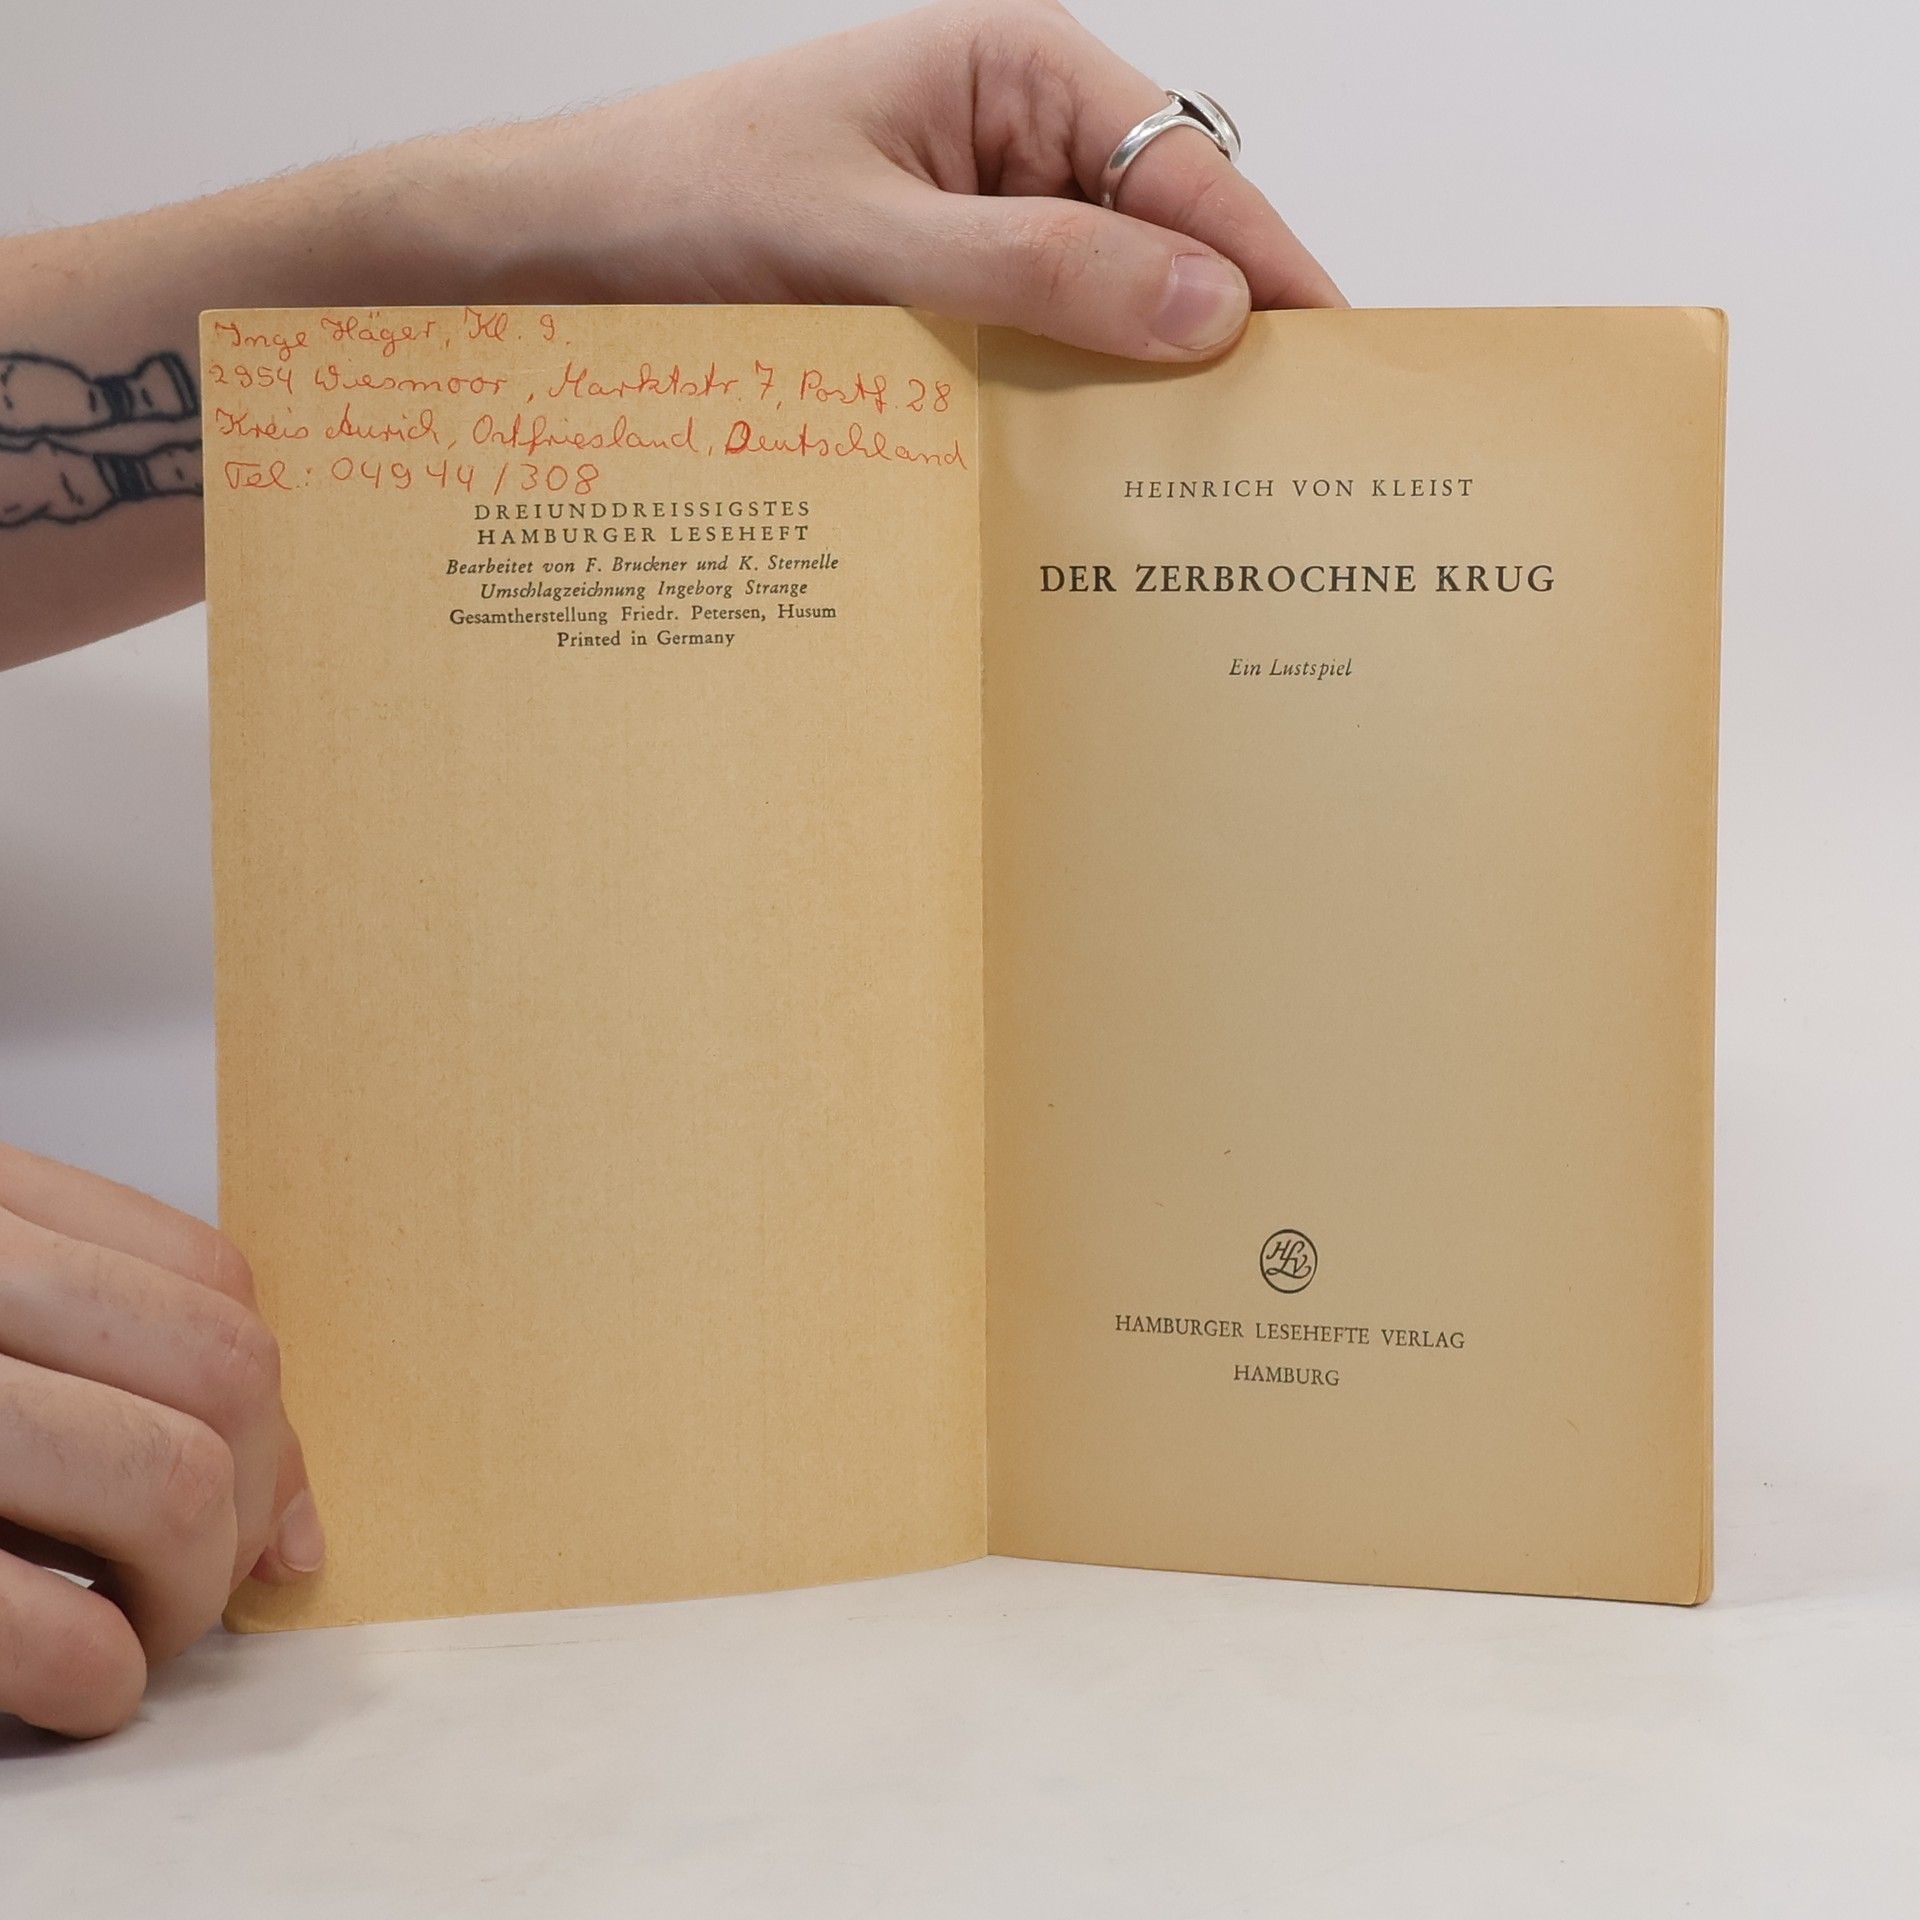 Inge Häger, Kl. 9.
2954 Wiesmoor, Marktstr. 7, Postf. 28
Kreis Aurich, Ostfriesland, Deutschland
Tel.: 04944/308
DREIUNDDREISSIGSTES
HAMBURGER LESEHEFT
Bearbeitet von F. Bruckner und K. Sternelle
Umschlagzeichnung Ingeborg Strange
Gesamtherstellung Friedr. Petersen, Husum
Printed in Germany
HEINRICH VON KLEIST
DER ZERBROCHNE KRUG
Ein Lustspiel
HLV
HAMBURGER LESEHEFTE VERLAG
HAMBURG